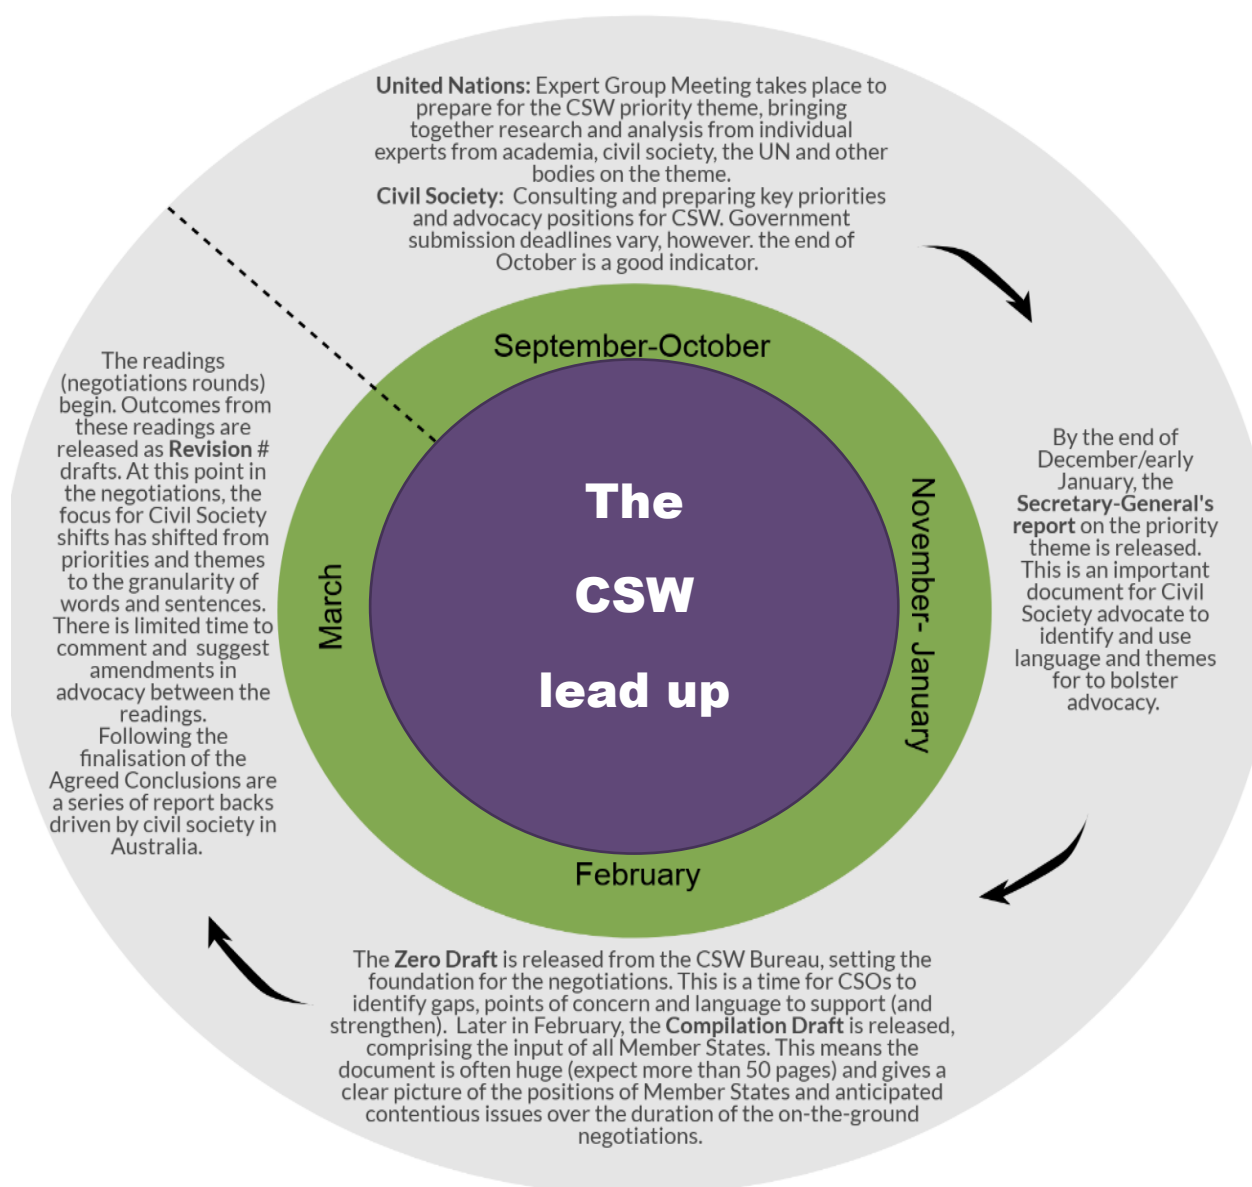 United Nations: Expert Group Meeting takes place to
prepare for the CSW priority theme, bringing
together research and analysis from individual
experts from academia, civil society, the UN and other
bodies on the theme.
Civil Society: Consulting and preparing key priorities
and advocacy positions for CSW. Government
submission deadlines vary, however. the end of
October is a good indicator.
September-October
The
CSW
lead up
November- January
By the end of
December/early
January, the
Secretary-General's
report on the priority
theme is released.
This is an important
document for Civil
Society advocate to
identify and use
language and themes
for to bolster
advocacy.
February
The Zero Draft is released from the CSW Bureau, setting the
foundation for the negotiations. This is a time for CSOs to
identify gaps, points of concern and language to support (and
strengthen). Later in February, the Compilation Draft is released,
comprising the input of all Member States. This means the
document is often huge (expect more than 50 pages) and gives a
clear picture of the positions of Member States and anticipated
contentious issues over the duration of the on-the-ground
negotiations.
March
The readings
(negotiations rounds)
begin. Outcomes from
these readings are
released as Revision #
drafts. At this point in
the negotiations, the
focus for Civil Society
shifts has shifted from
priorities and themes
to the granularity of
words and sentences.
There is limited time to
comment and suggest
amendments in
advocacy between the
readings.
Following the
finalisation of the
Agreed Conclusions are
a series of report backs
driven by civil society in
Australia.